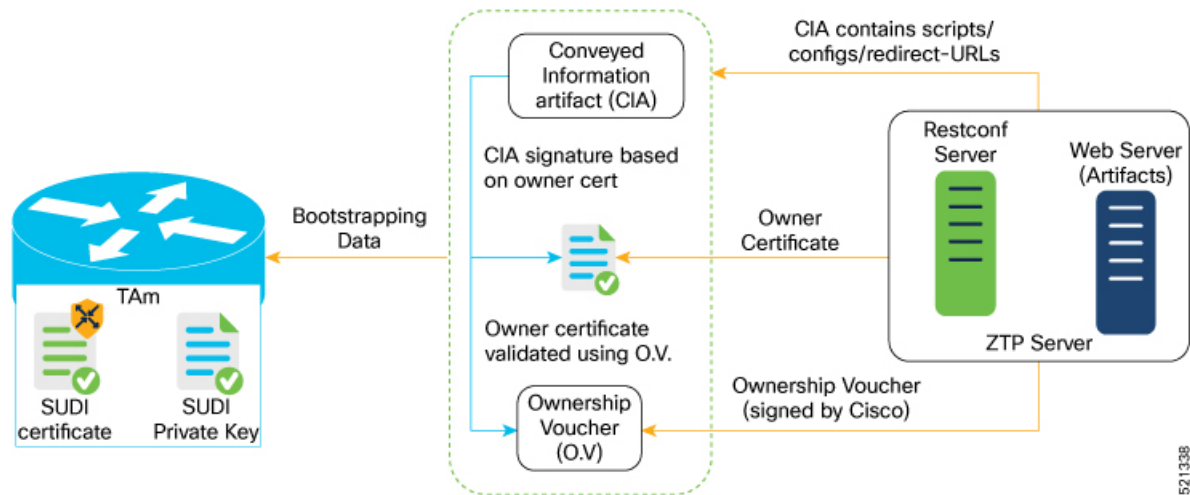 Conveyed
Information
artifact (CIA)
CIA contains scripts/
configs/redirect-URLs
CIA signature based
on owner cert
Restconf
Server
Web Server
(Artifacts)
ZTP Server
Bootstrapping
Data
Owner
Certificate
TAm
SUDI
certificate
SUDI
Private Key
Owner certificate
validated using O.V.
Ownership
Voucher
(O.V)
Ownership Voucher
(signed by Cisco)
521338